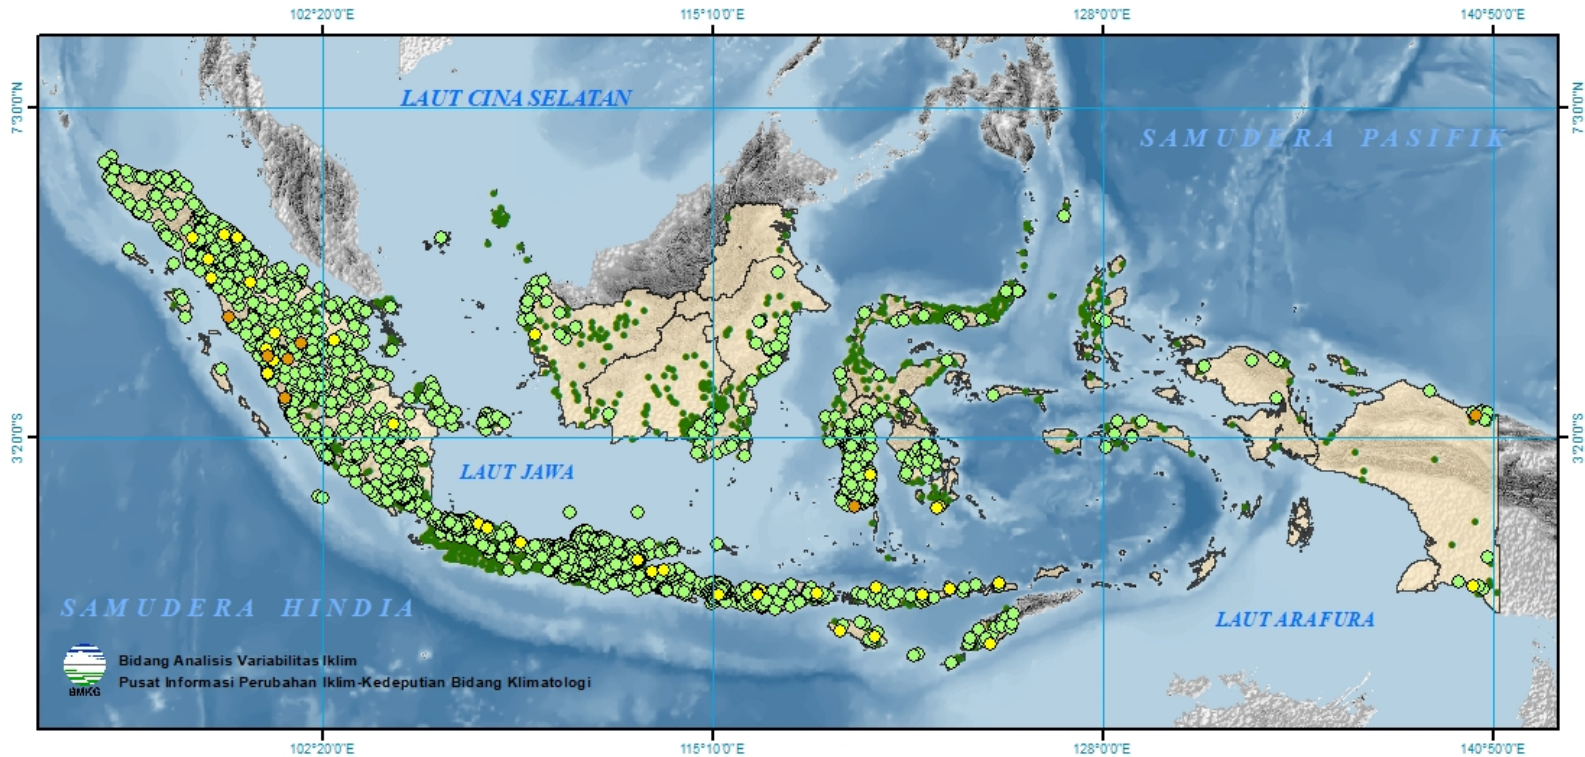 102°20'0"E
115°10'0"E
128°0'0"E
140°50'0"E
7°30'0"N
7°30'0"N
LAUT CINA SELATAN
SAMUDERA PASIFIK
3°20'0"S
3°20'0"S
LAUT JAWA
SAMUDERA HINDIA
LAUT ARAFURA
BMKG
Bidang Analisis Variabilitas Iklim
Pusat Informasi Perubahan Iklim-Kedeputian Bidang Klimatologi
102°20'0"E
115°10'0"E
128°0'0"E
140°50'0"E